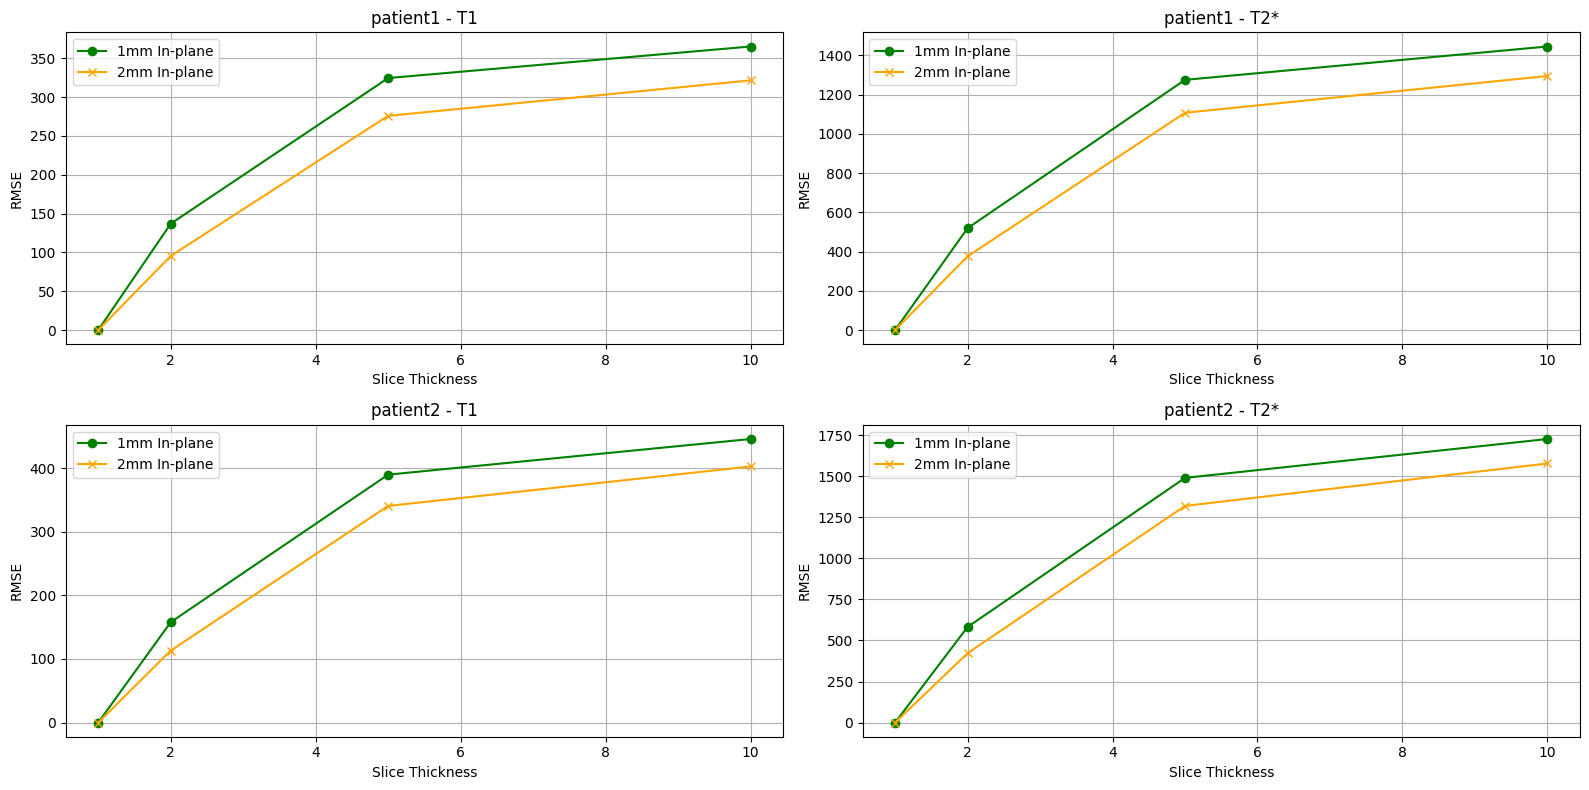 patient1 - T1
1mm In-plane
2mm In-plane
RMSE
350
300
250
200
150
100
50
0
2
4
6
8
10
Slice Thickness
patient1 - T2*
1mm In-plane
2mm In-plane
RMSE
1400
1200
1000
800
600
400
200
0
2
4
6
8
10
Slice Thickness
patient2 - T1
1mm In-plane
2mm In-plane
RMSE
400
300
200
100
0
2
4
6
8
10
Slice Thickness
patient2 - T2*
1mm In-plane
2mm In-plane
RMSE
1750
1500
1250
1000
750
500
250
0
2
4
6
8
10
Slice Thickness